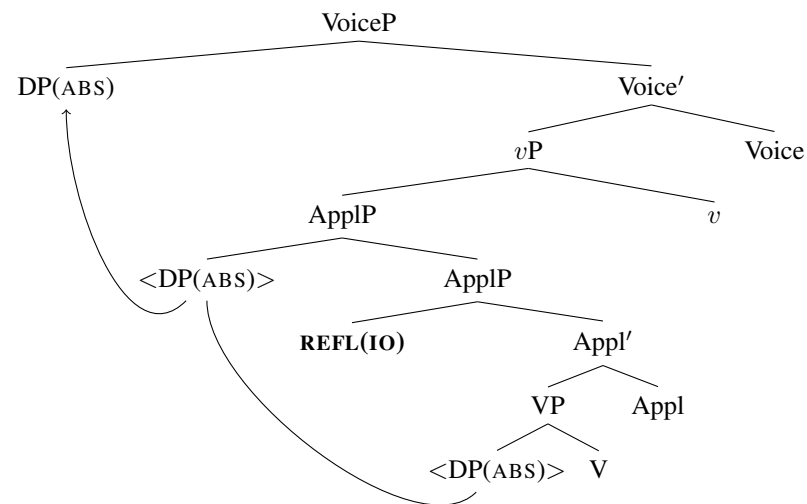 VoiceP
DP(ABS) Voice′
vP Voice
ApplP v
<DP(ABS)> ApplP
REFL(IO) Appl′
VP Appl
<DP(ABS)> V